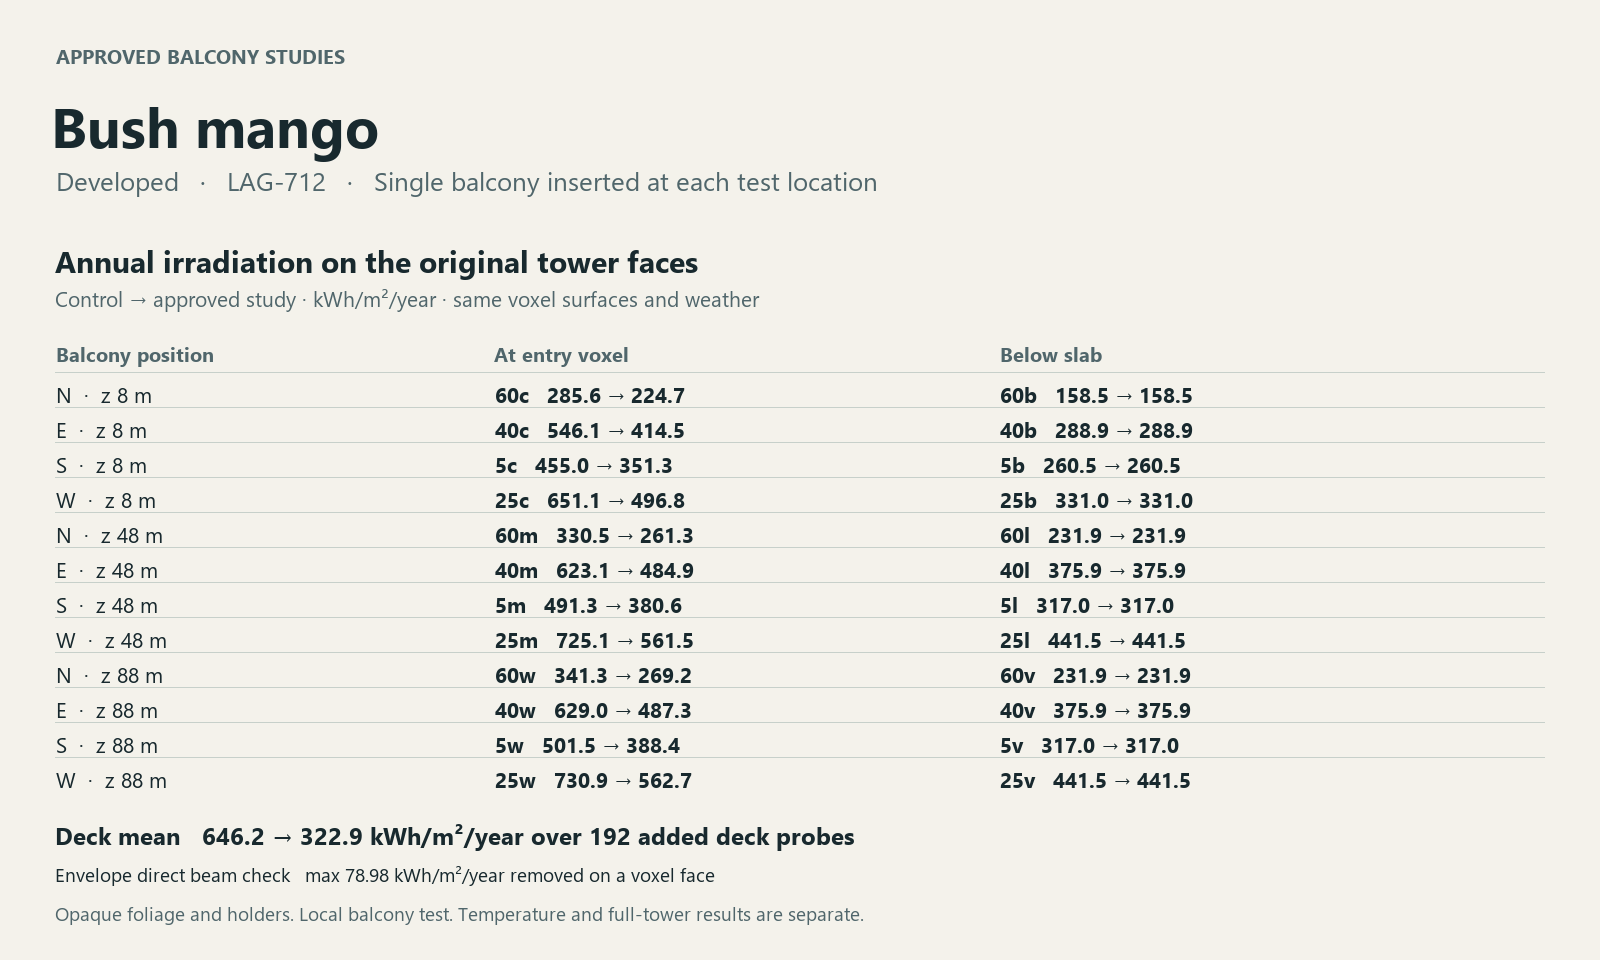 APPROVED BALCONY STUDIES
Bush mango
Developed · LAG-712 · Single balcony inserted at each test location
Annual irradiation on the original tower faces
Control → approved study · kWh/m²/year · same voxel surfaces and weather
Balcony position At entry voxel Below slab
N · z 8 m 60c 285.6 → 224.7 60b 158.5 → 158.5
E · z 8 m 40c 546.1 → 414.5 40b 288.9 → 288.9
S · z 8 m 5c 455.0 → 351.3 5b 260.5 → 260.5
W · z 8 m 25c 651.1 → 496.8 25b 331.0 → 331.0
N · z 48 m 60m 330.5 → 261.3 60l 231.9 → 231.9
E · z 48 m 40m 623.1 → 484.9 40l 375.9 → 375.9
S · z 48 m 5m 491.3 → 380.6 5l 317.0 → 317.0
W · z 48 m 25m 725.1 → 561.5 25l 441.5 → 441.5
N · z 88 m 60w 341.3 → 269.2 60v 231.9 → 231.9
E · z 88 m 40w 629.0 → 487.3 40v 375.9 → 375.9
S · z 88 m 5w 501.5 → 388.4 5v 317.0 → 317.0
W · z 88 m 25w 730.9 → 562.7 25v 441.5 → 441.5
Deck mean 646.2 → 322.9 kWh/m²/year over 192 added deck probes
Envelope direct beam check max 78.98 kWh/m²/year removed on a voxel face
Opaque foliage and holders. Local balcony test. Temperature and full-tower results are separate.